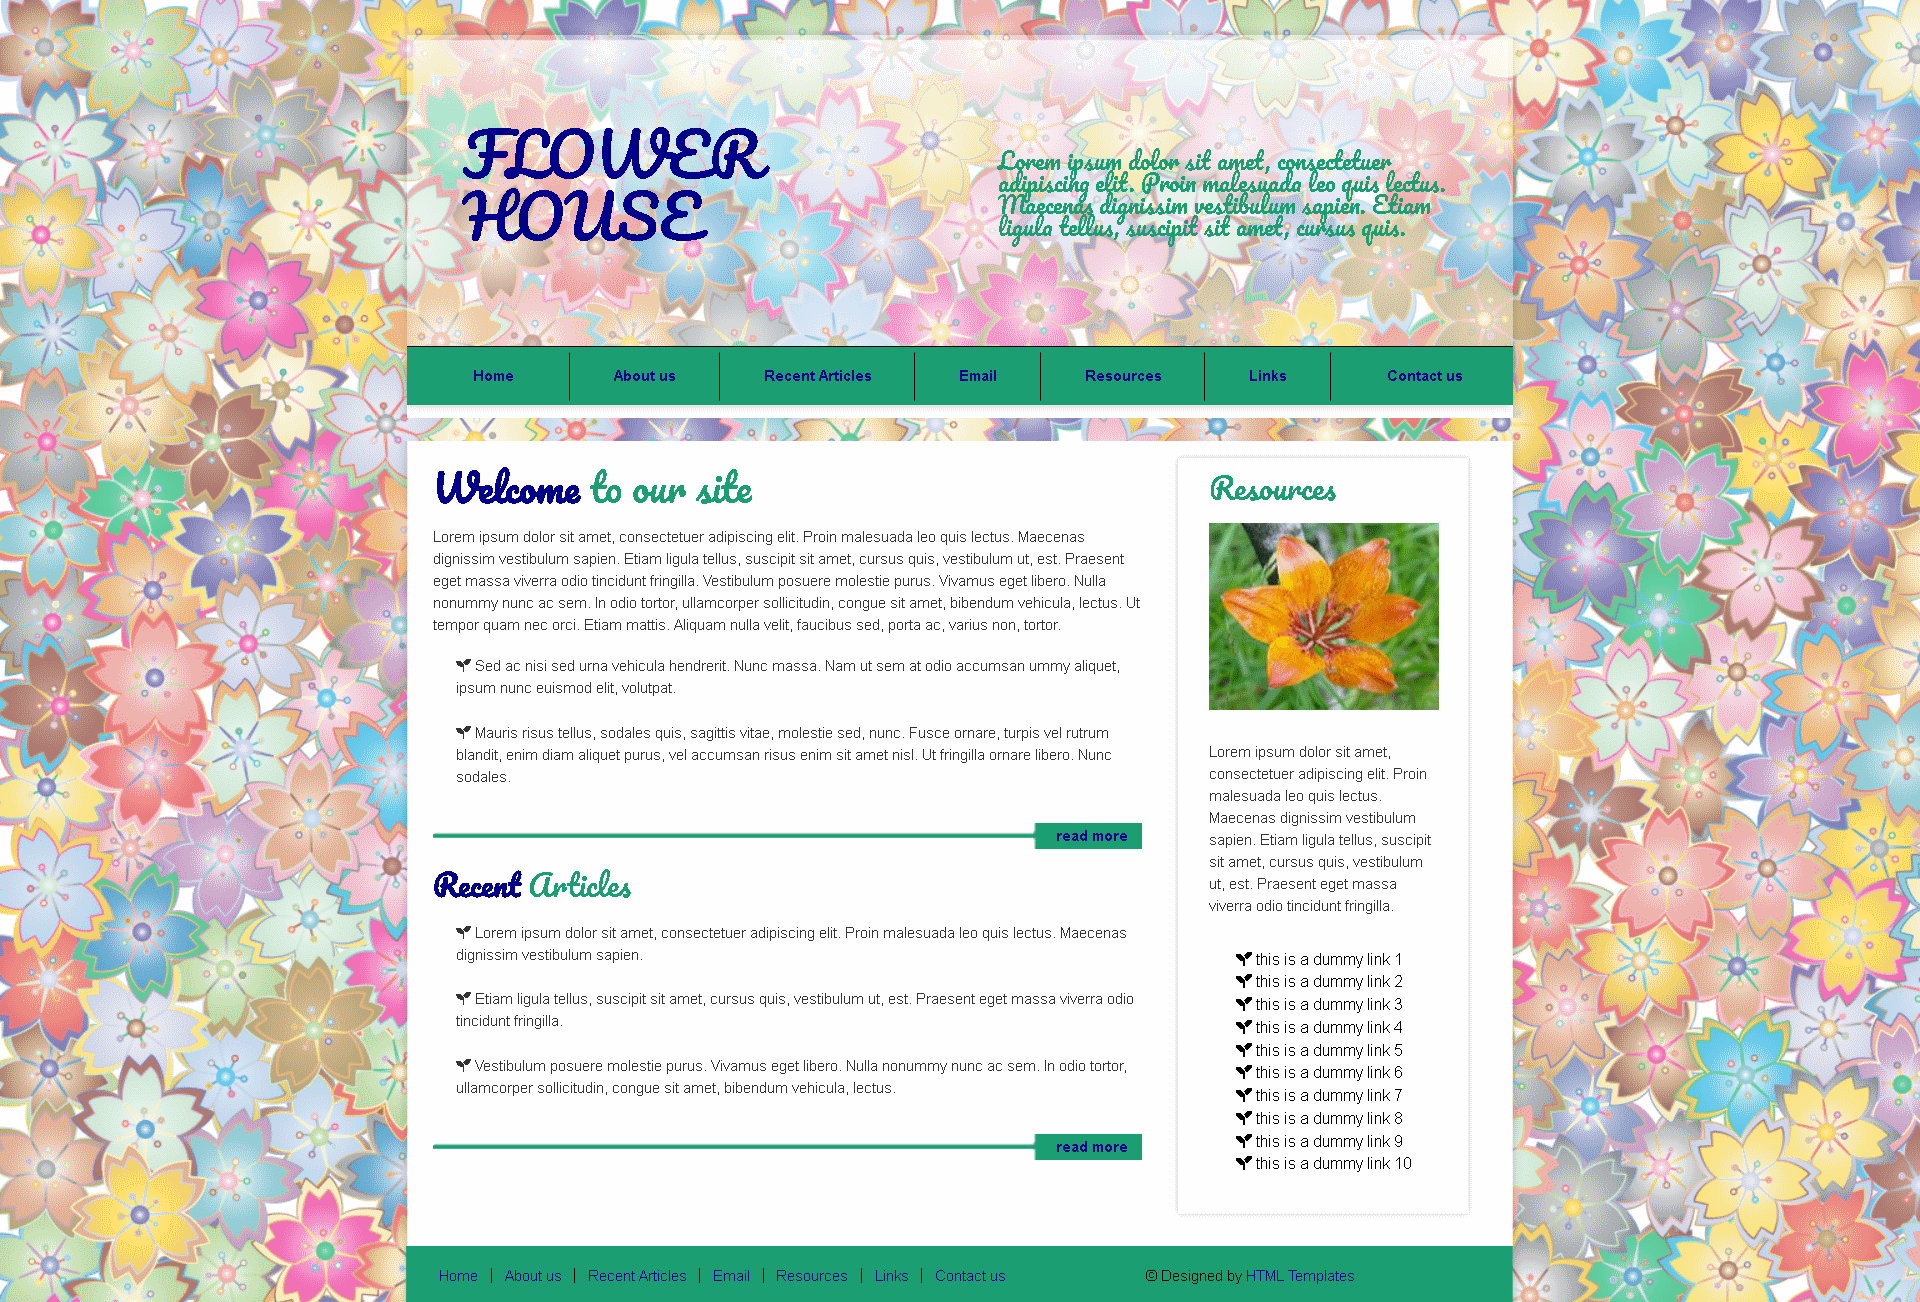 FLOWER
HOUSE
Lorem ipsum dolor sit amet, consectetuer
adipiscing elit. Proin malesuada leo quis lectus.
Maecenas dignissim vestibulum sapien. Etiam
ligula tellus, suscipit sit amet, cursus quis.
Home
About us
Recent Articles
Email
Resources
Links
Contact us
Welcome to our site
Lorem ipsum dolor sit amet, consectetuer adipiscing elit. Proin malesuada leo quis lectus. Maecenas
dignissim vestibulum sapien. Etiam ligula tellus, suscipit sit amet, cursus quis, vestibulum ut, est. Praesent
eget massa viverra odio tincidunt fringilla. Vestibulum posuere molestie purus. Vivamus eget libero. Nulla
nonummy nunc ac sem. In odio tortor, ullamcorper sollicitudin, congue sit amet, bibendum vehicula, lectus. Ut
tempor quam nec orci. Etiam mattis. Aliquam nulla velit, faucibus sed, porta ac, varius non, tortor.
Sed ac nisi sed urna vehicula hendrerit. Nunc massa. Nam ut sem at odio accumsan ummy aliquet,
ipsum nunc euismod elit, volutpat.
Mauris risus tellus, sodales quis, sagittis vitae, molestie sed, nunc. Fusce ornare, turpis vel rutrum
blandit, enim diam aliquet purus, vel accumsan risus enim sit amet nisl. Ut fringilla ornare libero. Nunc
sodales.
read more
Recent Articles
Lorem ipsum dolor sit amet, consectetuer adipiscing elit. Proin malesuada leo quis lectus. Maecenas
dignissim vestibulum sapien.
Etiam ligula tellus, suscipit sit amet, cursus quis, vestibulum ut, est. Praesent eget massa viverra odio
tincidunt fringilla.
Vestibulum posuere molestie purus. Vivamus eget libero. Nulla nonummy nunc ac sem. In odio tortor,
ullamcorper sollicitudin, congue sit amet, bibendum vehicula, lectus.
read more
Resources
Lorem ipsum dolor sit amet,
consectetuer adipiscing elit. Proin
malesuada leo quis lectus.
Maecenas dignissim vestibulum
sapien. Etiam ligula tellus, suscipit
sit amet, cursus quis, vestibulum
ut, est. Praesent eget massa
viverra odio tincidunt fringilla.
this is a dummy link 1
this is a dummy link 2
this is a dummy link 3
this is a dummy link 4
this is a dummy link 5
this is a dummy link 6
this is a dummy link 7
this is a dummy link 8
this is a dummy link 9
this is a dummy link 10
Home | About us | Recent Articles | Email | Resources | Links | Contact us
© Designed by HTML Templates